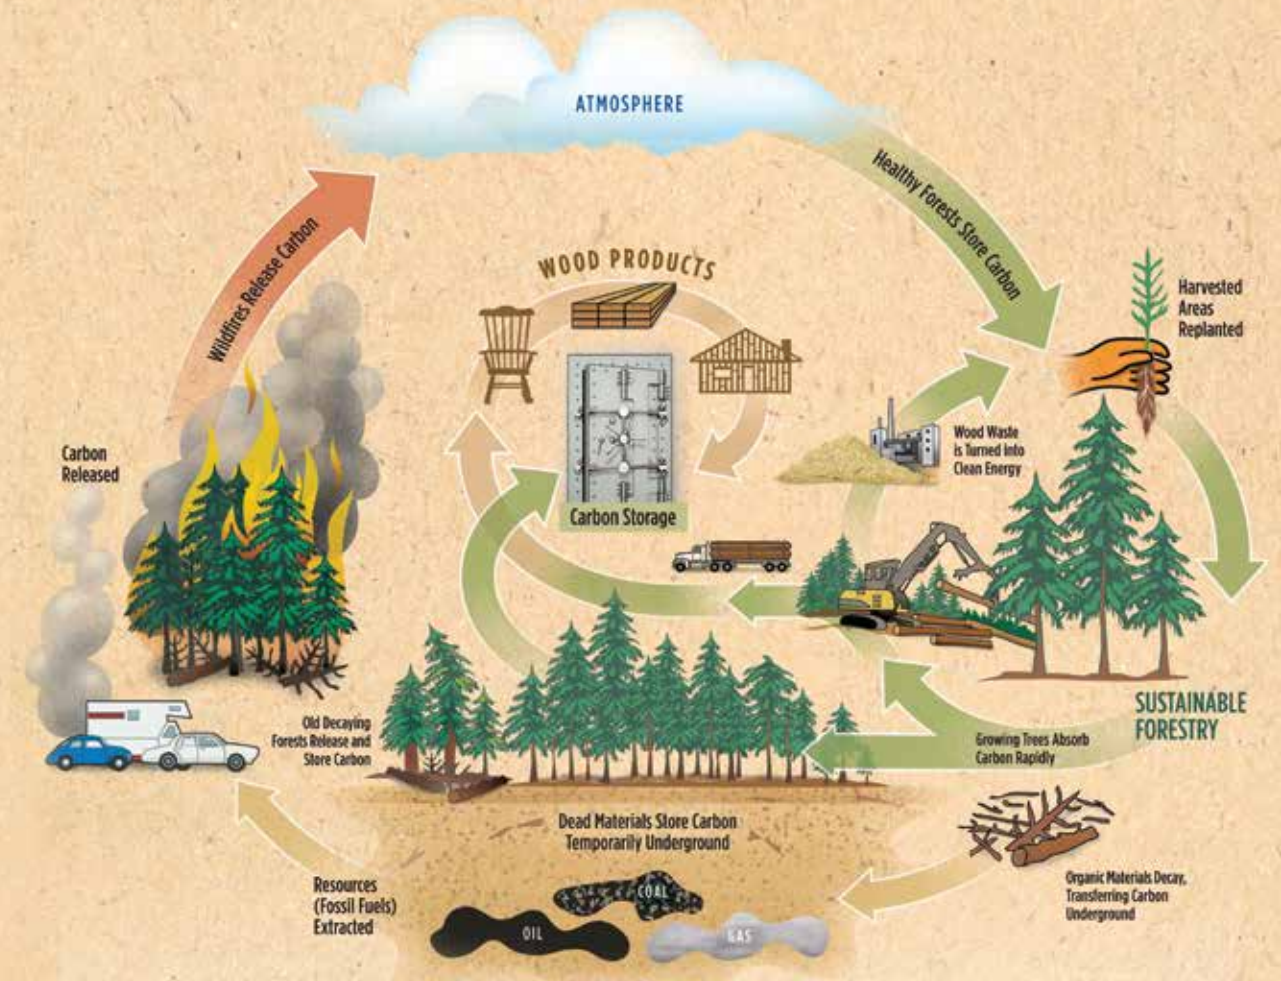 ATMOSPHERE
Healthy Forests Store Carbon
Wildfires Release Carbon
WOOD PRODUCTS
Harvested
Areas
Replanted
Carbon
Released
Wood Waste
is Turned into
Clean Energy
Carbon Storage
SUSTAINABLE
FORESTRY
Old Decaying
Forests Release and
Store Carbon
Growing Trees Absorb
Carbon Rapidly
Dead Materials Store Carbon
Temporarily Underground
Resources
(Fossil Fuels)
Extracted
COAL
OIL
GAS
Organic Materials Decay,
Transferring Carbon
Underground